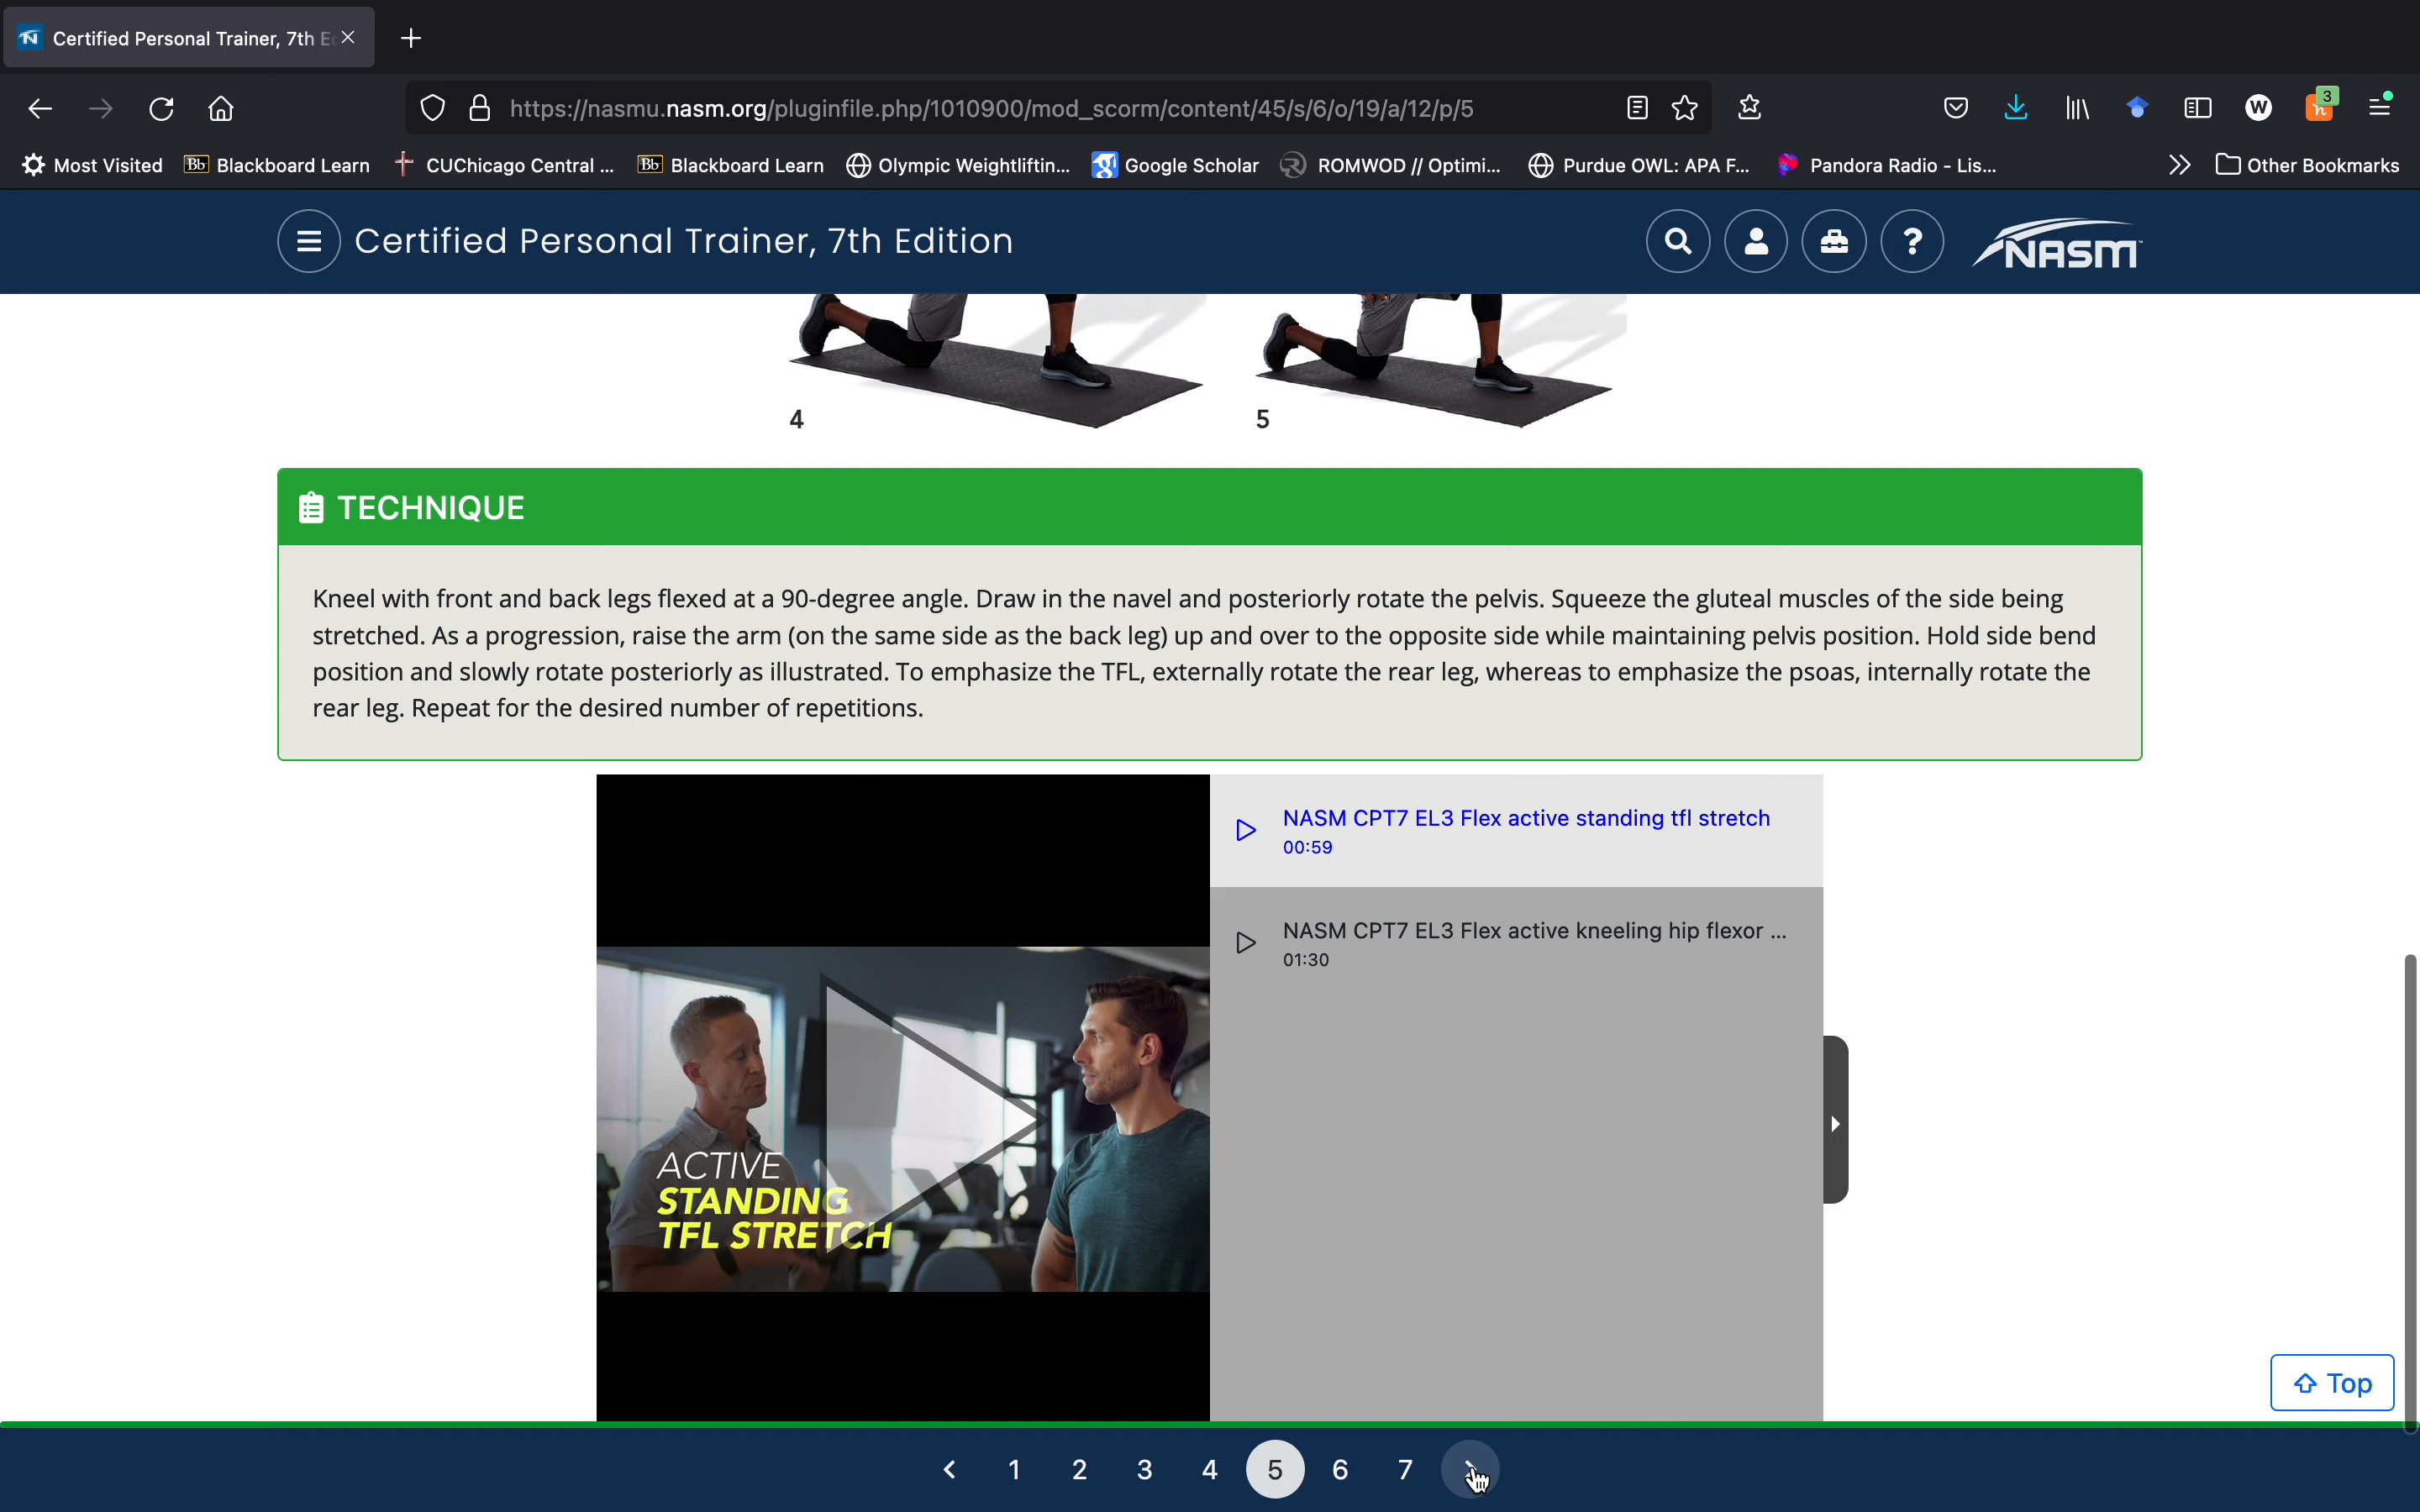 Certified Personal Trainer, 7th E
https://nasmu.nasm.org/pluginfile.php/1010900/mod_scorm/content/45/s/6/o/19/a/12/p/5
W
3
Most Visited
Bb Blackboard Learn
CUChicago Central ...
Bb Blackboard Learn
Olympic Weightliftin...
Google Scholar
ROMWOD // Optimi...
Purdue OWL: APA F...
Pandora Radio - Lis...
Other Bookmarks
Certified Personal Trainer, 7th Edition
?
NASM
4
5
TECHNIQUE
Kneel with front and back legs flexed at a 90-degree angle. Draw in the navel and posteriorly rotate the pelvis. Squeeze the gluteal muscles of the side being
stretched. As a progression, raise the arm (on the same side as the back leg) up and over to the opposite side while maintaining pelvis position. Hold side bend
position and slowly rotate posteriorly as illustrated. To emphasize the TFL, externally rotate the rear leg, whereas to emphasize the psoas, internally rotate the
rear leg. Repeat for the desired number of repetitions.
NASM CPT7 EL3 Flex active standing tfl stretch
00:59
NASM CPT7 EL3 Flex active kneeling hip flexor ...
01:30
ACTIVE
STANDING
TFL STRETCH
Top
1 2 3 4 5 6 7